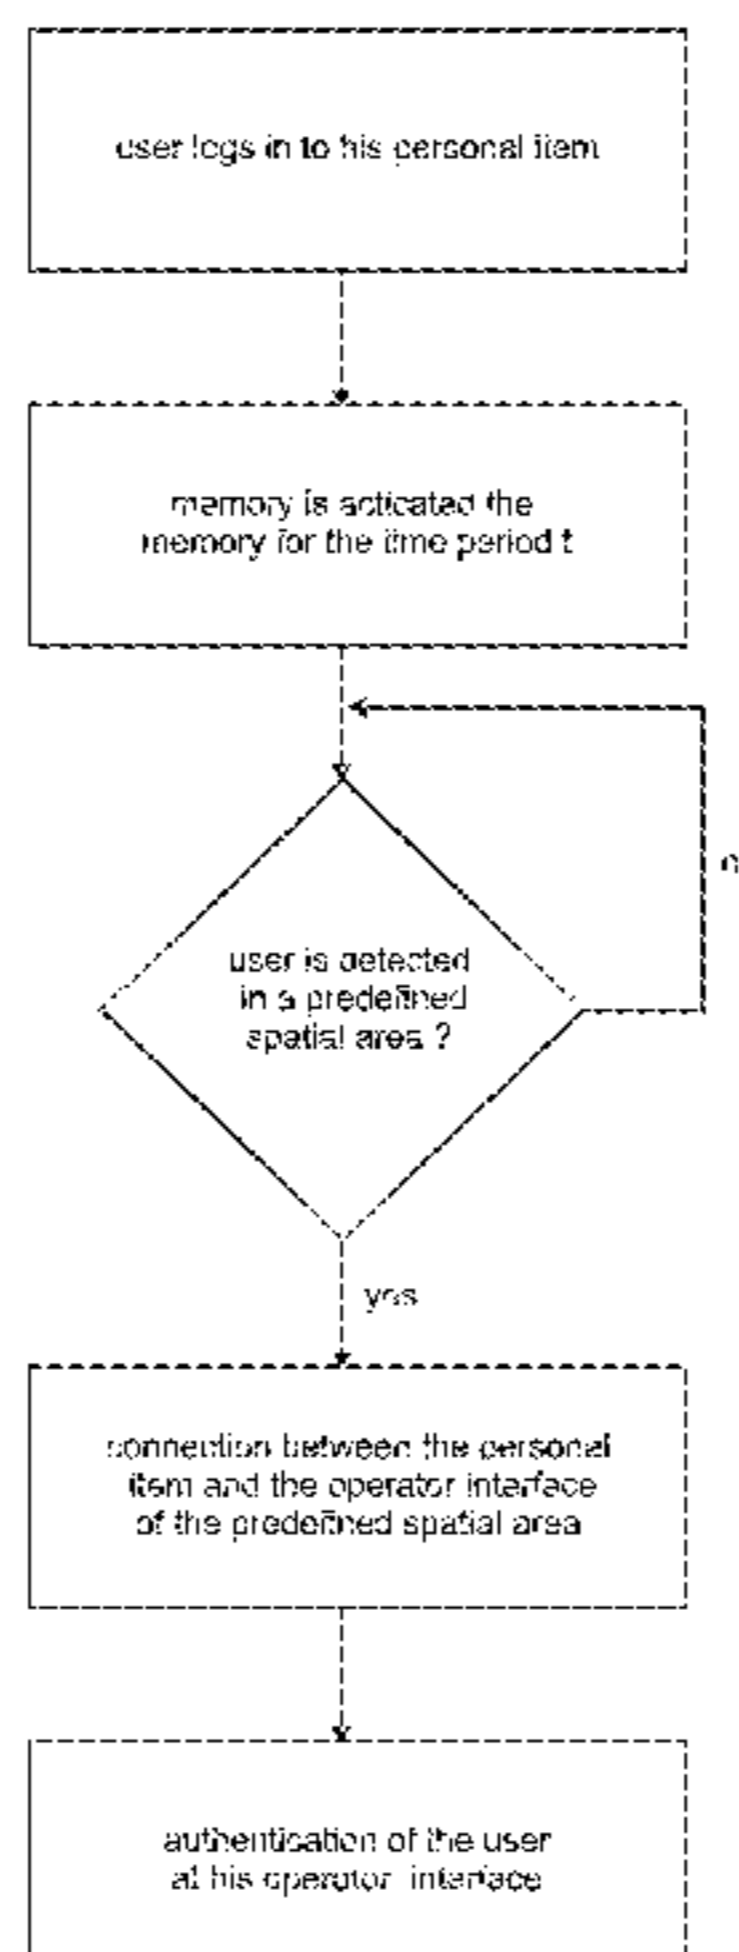 user logs in to his personal item
memory is acticated the
memory for the time period t
n
user is detected
in a predefined
spatial area ?
yes
connection between the personal
item and the operator interface
of the predefined spatial area
authentication of the user
at his operator interface